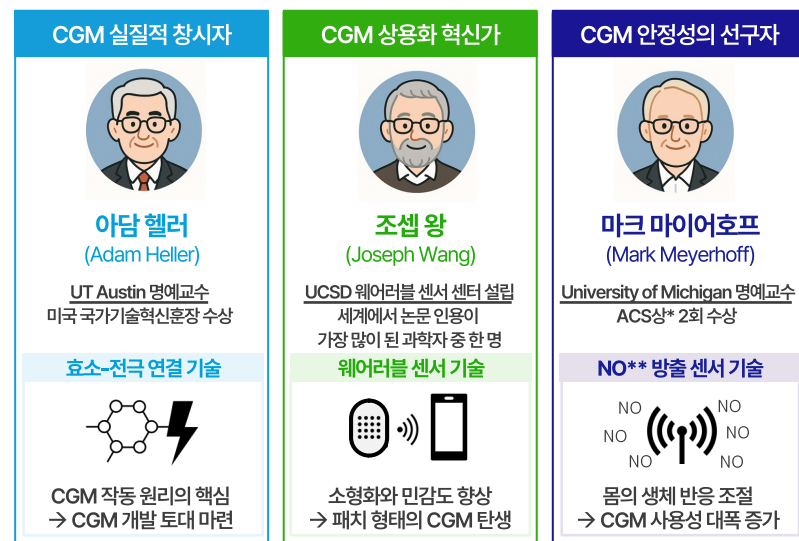 CGM 실질적 창시자
아담 헬러
(Adam Heller)
UT Austin 명예교수
미국 국가기술혁신훈장 수상
효소-전극 연결 기술
CGM 작동 원리의 핵심
→ CGM 개발 토대 마련
CGM 상용화 혁신가
조셉 왕
(Joseph Wang)
UCSD 웨어러블 센서 센터 설립
세계에서 논문 인용이
가장 많이 된 과학자 중 한 명
웨어러블 센서 기술
소형화와 민감도 향상
→ 패치 형태의 CGM 탄생
CGM 안정성의 선구자
마크 마이어호프
(Mark Meyerhoff)
University of Michigan 명예교수
ACS상* 2회 수상
NO** 방출 센서 기술
NO NO
NO NO
NO NO
몸의 생체 반응 조절
→ CGM 사용성 대폭 증가